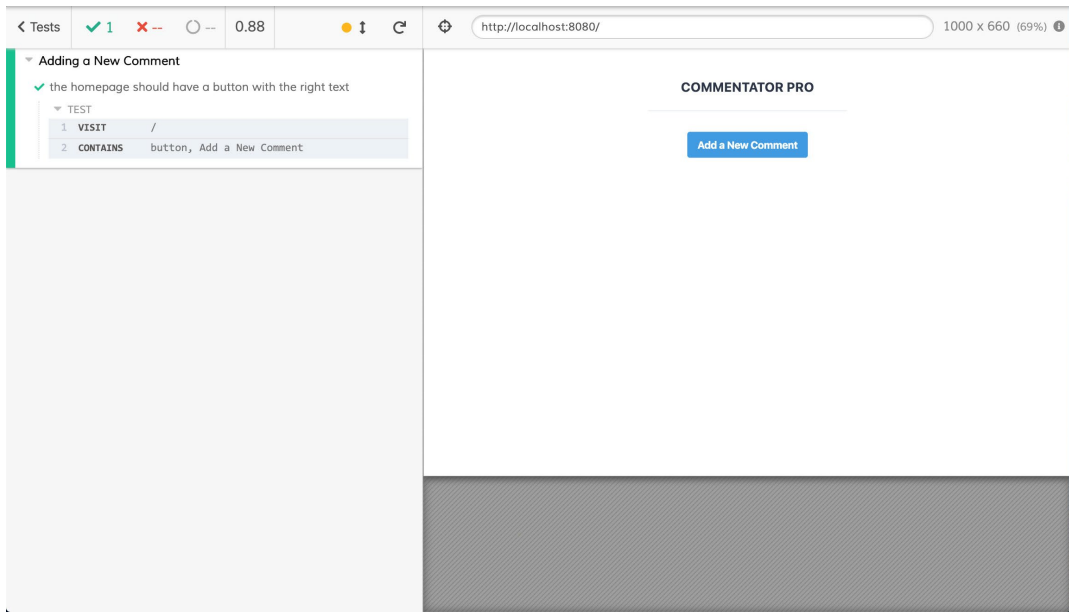 Tests 1 -- -- 0.88 http://localhost:8080/ 1000 x 660 (69%)
Adding a New Comment
the homepage should have a button with the right text
TEST
1 VISIT /
2 CONTAINS button, Add a New Comment
COMMENTATOR PRO
Add a New Comment